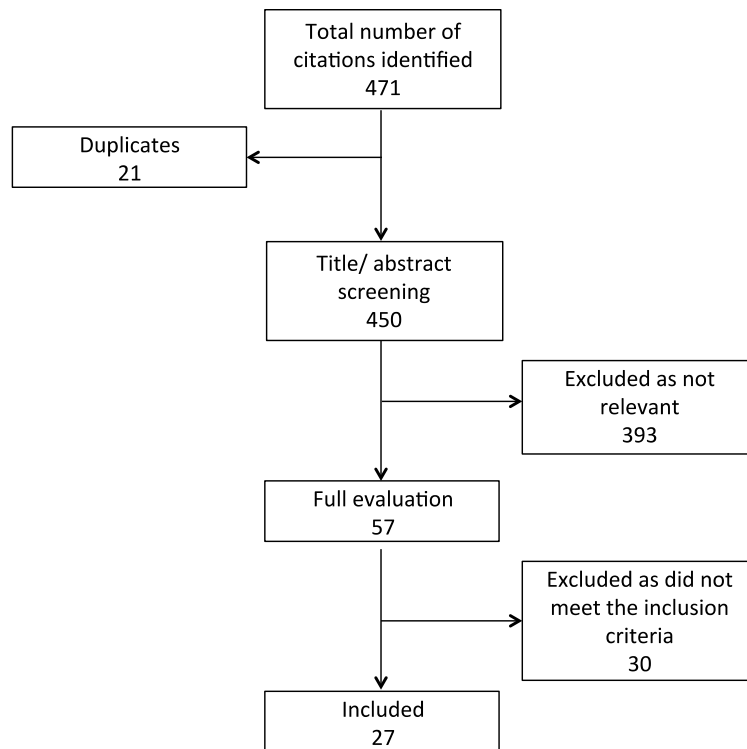 Total number of
citations identified
471
Duplicates
21
Title/ abstract
screening
450
Excluded as not
relevant
393
Full evaluation
57
Excluded as did not
meet the inclusion
criteria
30
Included
27